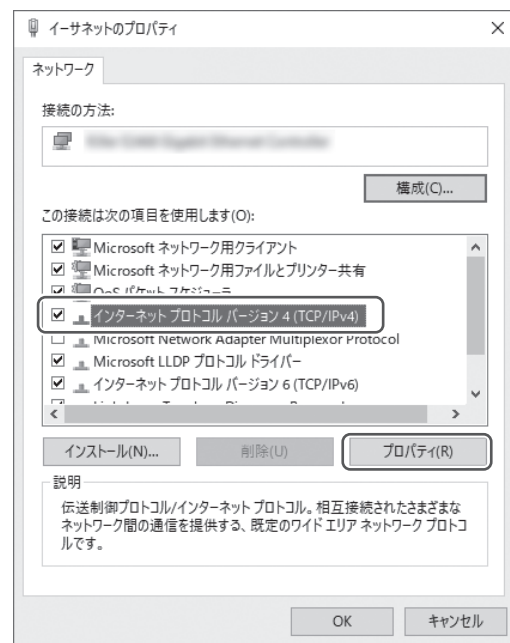 イーサネットのプロパティ
ネットワーク
接続の方法:
構成(C)...
この接続は次の項目を使用します(O):
Microsoft ネットワーク用クライアント
Microsoft ネットワーク用ファイルとプリンター共有
QoS パケット スケジューラ
インターネット プロトコル バージョン 4 (TCP/IPv4)
Microsoft Network Adapter Multiplexor Protocol
Microsoft LLDP プロトコル ドライバー
インターネット プロトコル バージョン 6 (TCP/IPv6)
インストール(N)...
削除(U)
プロパティ(R)
説明
伝送制御プロトコル/インターネット プロトコル。相互接続されたさまざまな
ネットワーク間の通信を提供する、既定のワイド エリア ネットワーク プロトコ
ルです。
OK
キャンセル